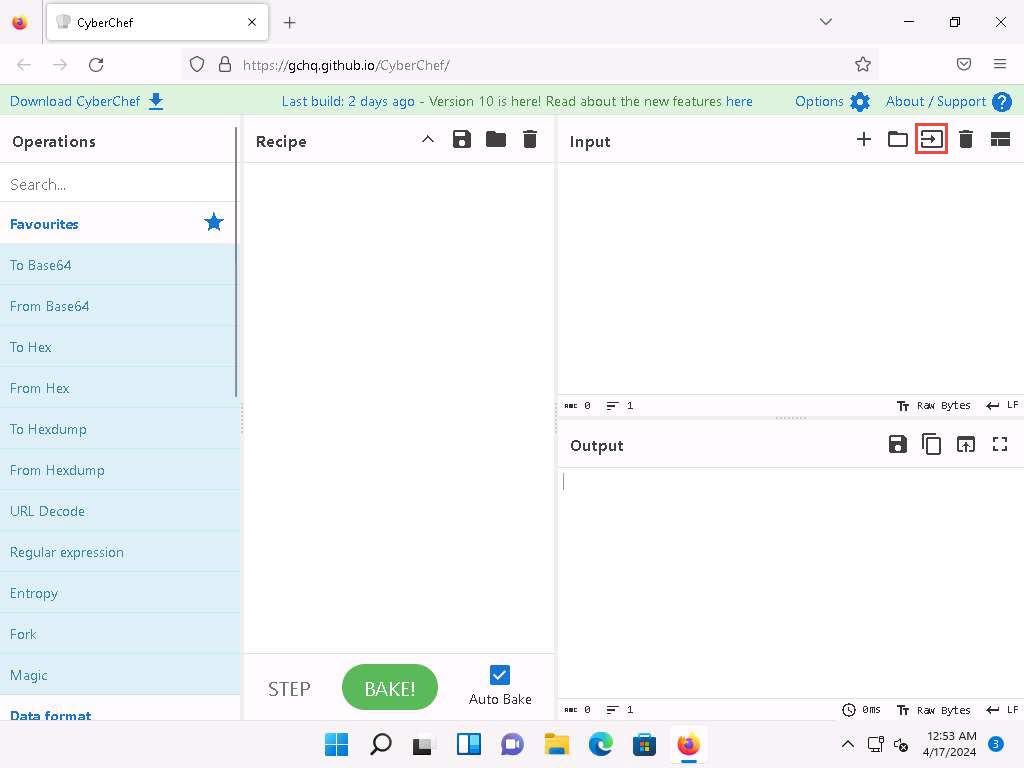 CyberChef
https://gchq.github.io/CyberChef/
Download CyberChef
Last build: 2 days ago - Version 10 is here! Read about the new features here
Options
About / Support
Operations
Search...
Favourites
To Base64
From Base64
To Hex
From Hex
To Hexdump
From Hexdump
URL Decode
Regular expression
Entropy
Fork
Magic
Data format
Recipe
STEP
BAKE!
Auto Bake
Input
ABC 0
1
Raw Bytes
LF
Output
ABC 0
1
0ms
Raw Bytes
LF
12:53 AM
4/17/2024
3